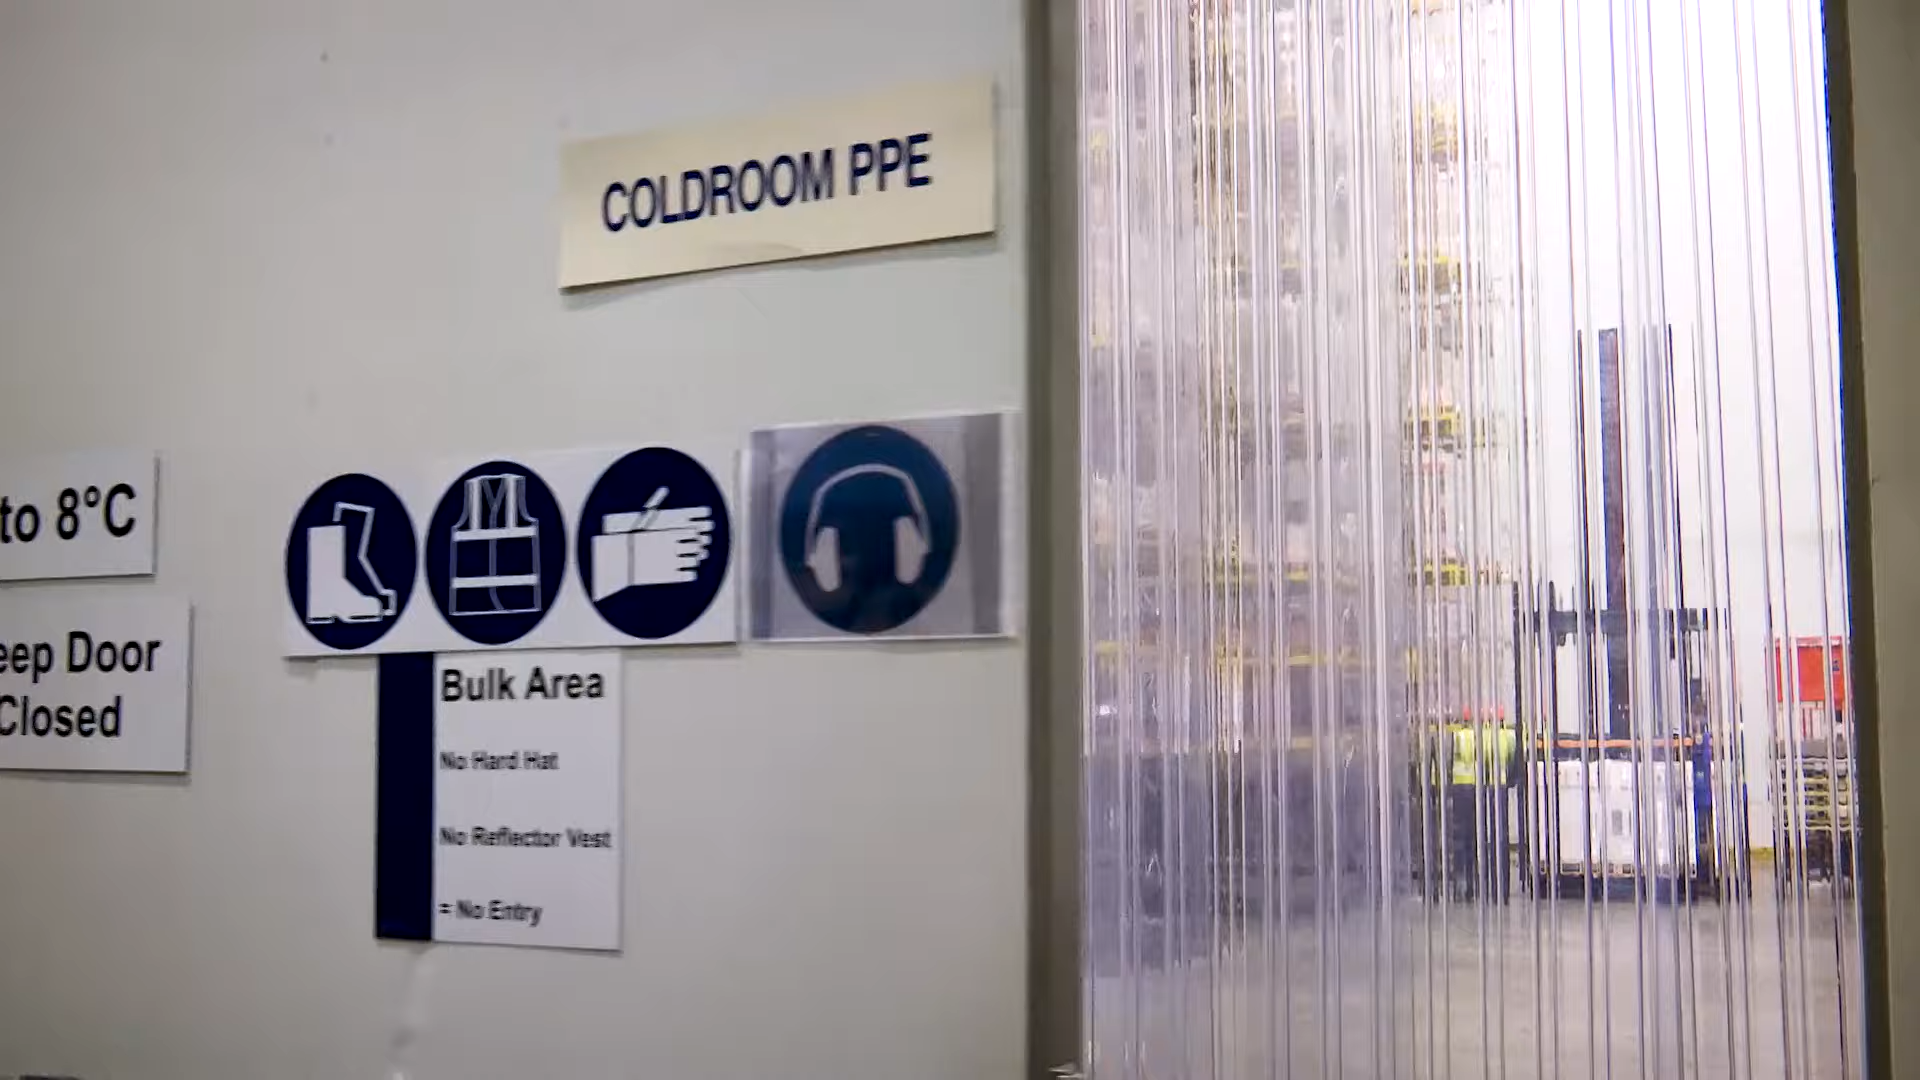 COLDROOM PPE
to 8°C
eep Door
Closed
Bulk Area
No Hard Hat
No Reflector Vest
= No Entry